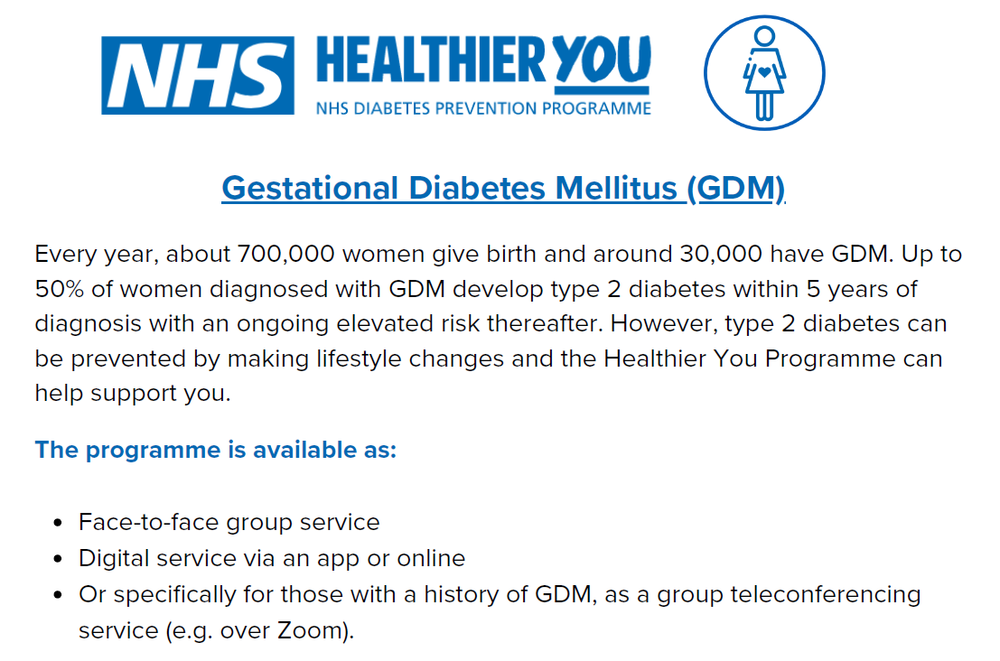 NHS HEALTHIER YOU
NHS DIABETES PREVENTION PROGRAMME
Gestational Diabetes Mellitus (GDM)
Every year, about 700,000 women give birth and around 30,000 have GDM. Up to
50% of women diagnosed with GDM develop type 2 diabetes within 5 years of
diagnosis with an ongoing elevated risk thereafter. However, type 2 diabetes can
be prevented by making lifestyle changes and the Healthier You Programme can
help support you.
The programme is available as:
• Face-to-face group service
• Digital service via an app or online
• Or specifically for those with a history of GDM, as a group teleconferencing
service (e.g. over Zoom).